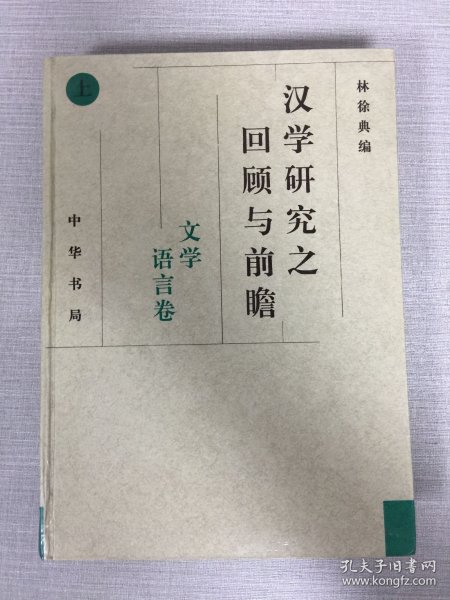 林徐典编
汉学研究之
回顾与前瞻
文学
语言卷
上
中华书局
孔夫子旧书网
www.kongfz.com